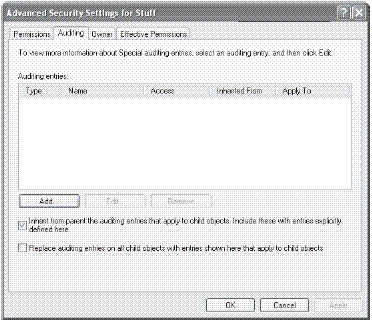 Advanced Security Settings for Stuff
Permissions Auditing Owner Effective Permissions
To view more information about Special auditing entries, select an auditing entry, and then click Edit.
Auditing entries:
Type Name Access Inherited From Apply To
Add... Edit... Remove
Inherit from parent the auditing entries that apply to child objects. Include these with entries explicitly
defined here.
Replace auditing entries on all child objects with entries shown here that apply to child objects
OK Cancel Apply